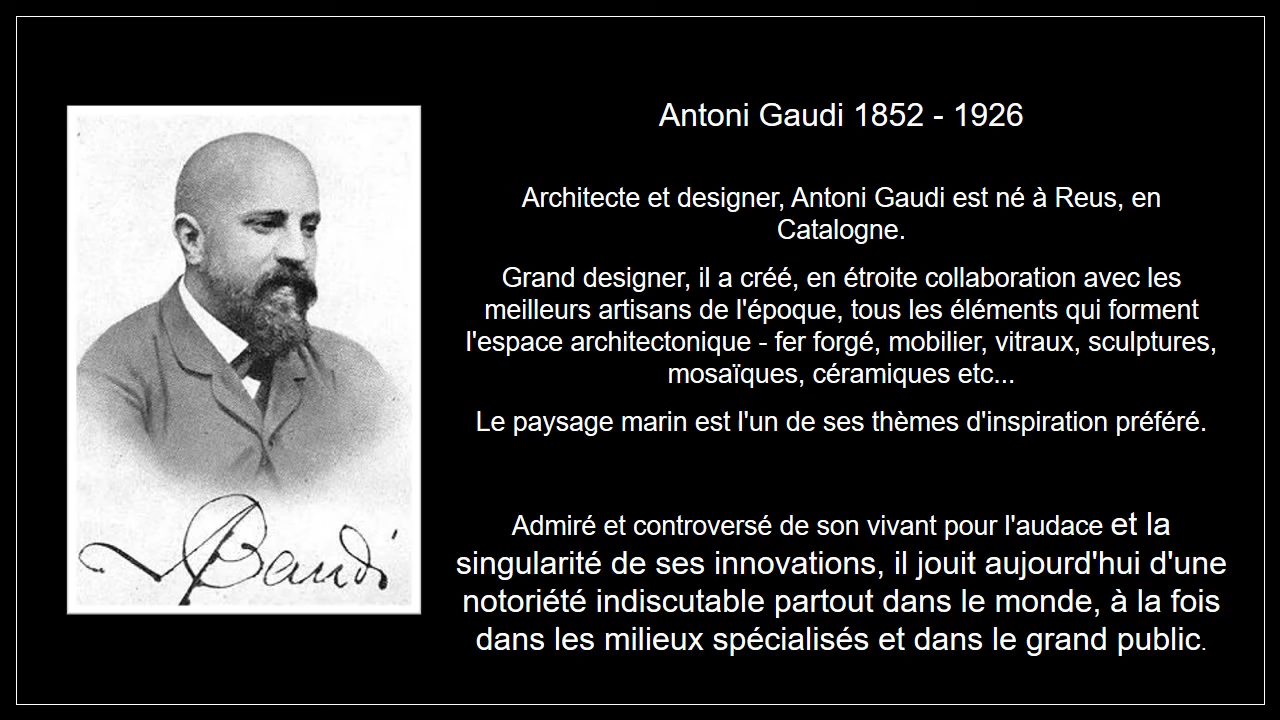 Antoni Gaudi 1852 - 1926
Architecte et designer, Antoni Gaudi est né à Reus, en
Catalogne.
Grand designer, il a créé, en étroite collaboration avec les
meilleurs artisans de l'époque, tous les éléments qui forment
l'espace architectonique - fer forgé, mobilier, vitraux, sculptures,
mosaïques, céramiques etc...
Le paysage marin est l'un de ses thèmes d'inspiration préféré.
Admiré et controversé de son vivant pour l'audace et la
singularité de ses innovations, il jouit aujourd'hui d'une
notoriété indiscutable partout dans le monde, à la fois
dans les milieux spécialisés et dans le grand public.
Gaudí